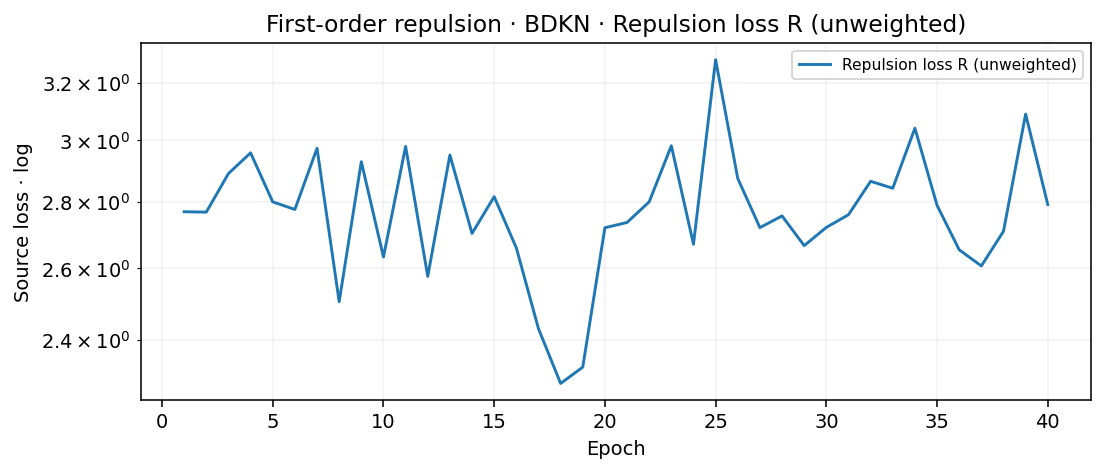 First-order repulsion · BDKN · Repulsion loss R (unweighted)
Repulsion loss R (unweighted)
Source loss · log
3.2 × 10⁰
3 × 10⁰
2.8 × 10⁰
2.6 × 10⁰
2.4 × 10⁰
0 5 10 15 20 25 30 35 40
Epoch